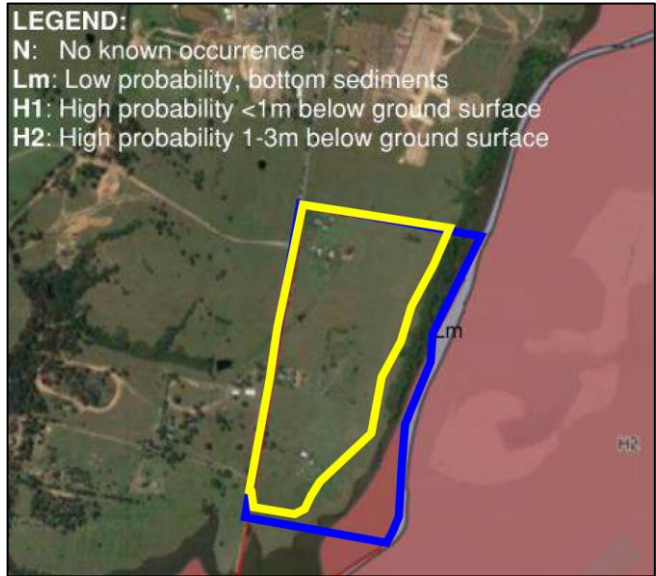 LEGEND:
N: No known occurrence
Lm: Low probability, bottom sediments
H1: High probability <1m below ground surface
H2: High probability 1-3m below ground surface
Lm
H2